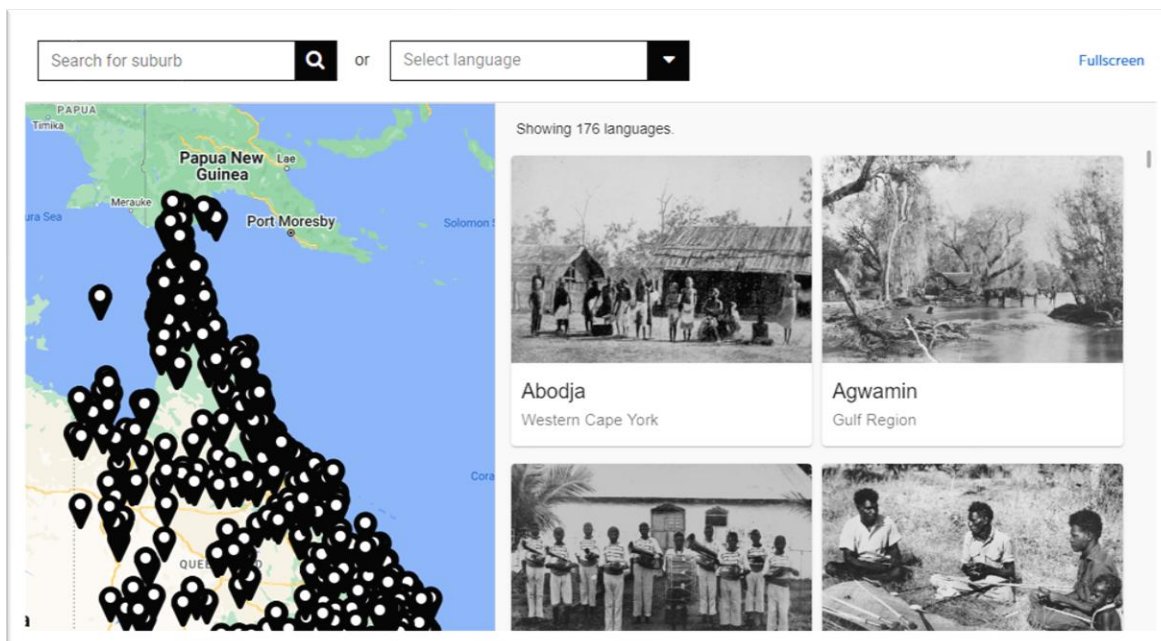 Search for suburb
or
Select language
Fullscreen
PAPUA
Timika
Papua New
Guinea
Lae
Merauke
ura Sea
Port Moresby
Solomon
Showing 176 languages.
Abodja
Western Cape York
Agwamin
Gulf Region
Cora
a